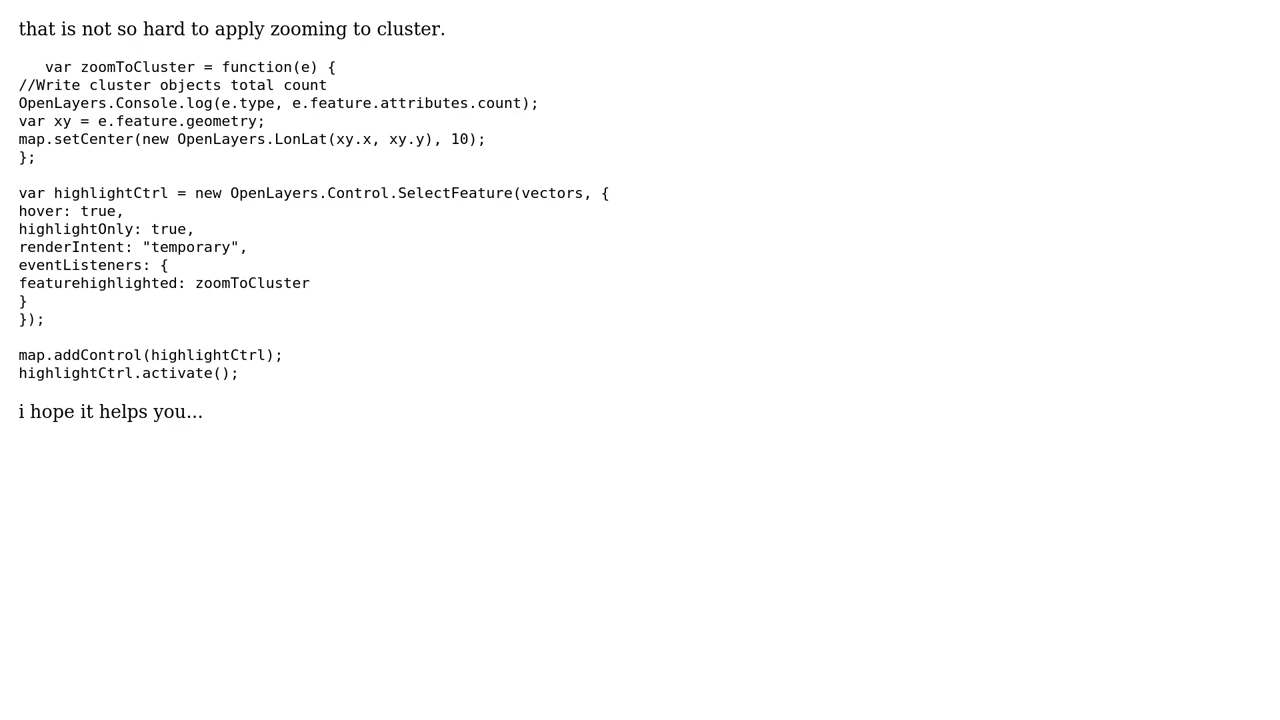 that is not so hard to apply zooming to cluster.
   var zoomToCluster = function(e) {
//Write cluster objects total count
OpenLayers.Console.log(e.type, e.feature.attributes.count);
var xy = e.feature.geometry;
map.setCenter(new OpenLayers.LonLat(xy.x, xy.y), 10);
};

var highlightCtrl = new OpenLayers.Control.SelectFeature(vectors, {
hover: true,
highlightOnly: true,
renderIntent: "temporary",
eventListeners: {
featurehighlighted: zoomToCluster
}
});

map.addControl(highlightCtrl);
highlightCtrl.activate();
i hope it helps you...